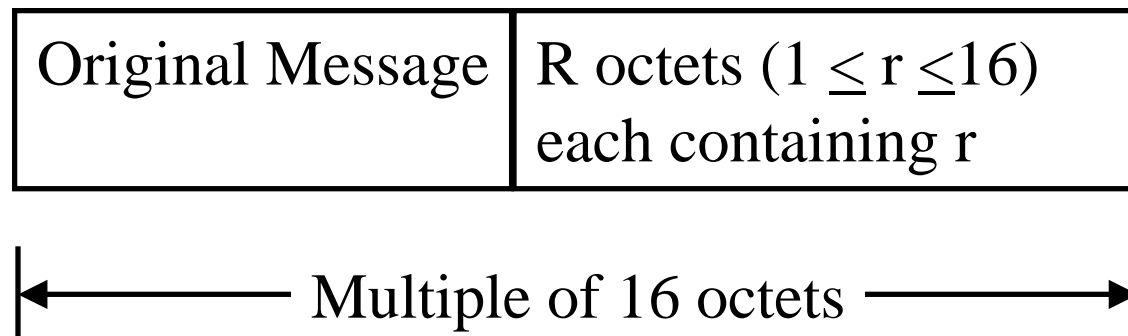 Original Message
R octets (1 ≤ r ≤16)
each containing r
Multiple of 16 octets